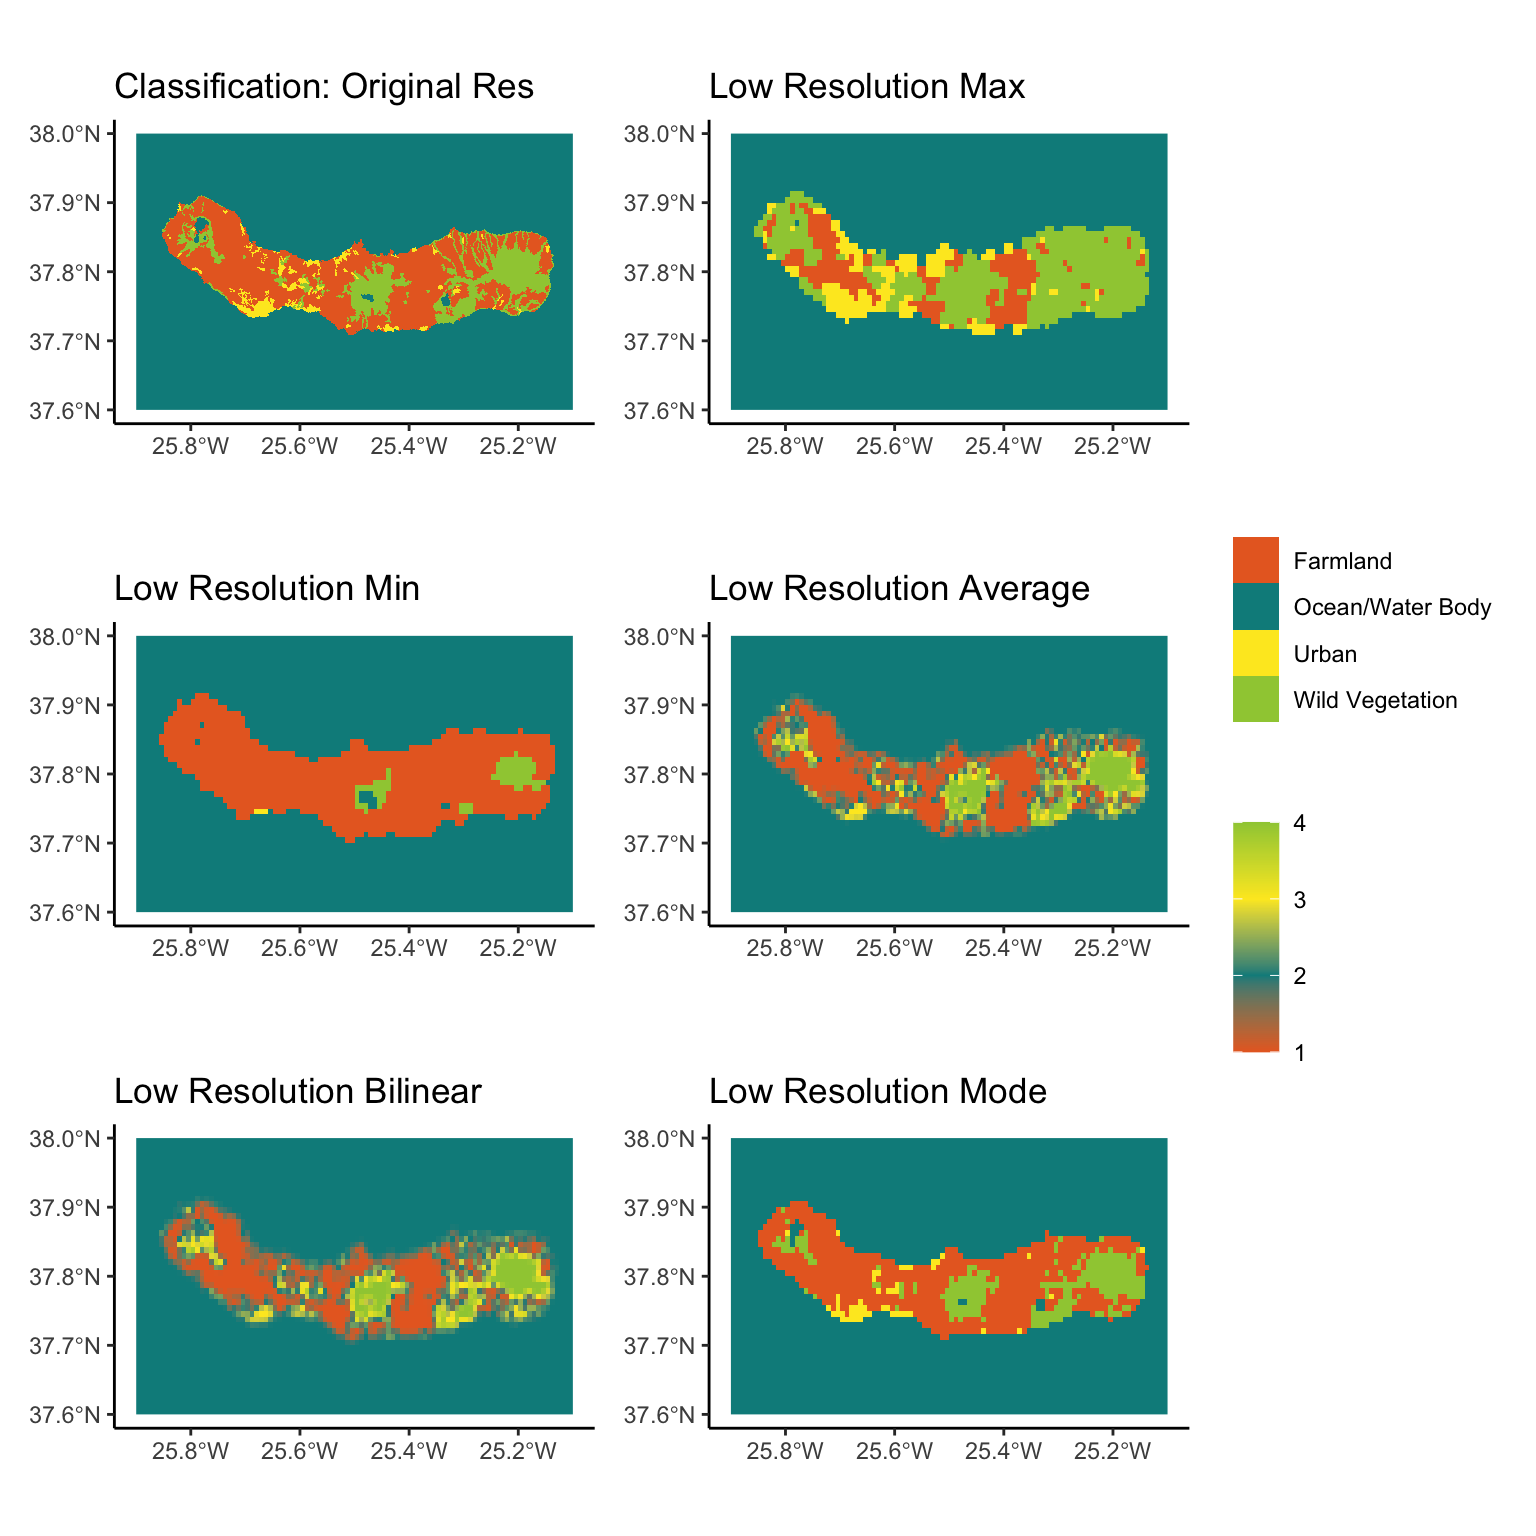 Classification: Original Res
38.0°N
37.9°N
37.8°N
37.7°N
37.6°N
25.8°W 25.6°W 25.4°W 25.2°W
Low Resolution Max
38.0°N
37.9°N
37.8°N
37.7°N
37.6°N
25.8°W 25.6°W 25.4°W 25.2°W
Low Resolution Min
38.0°N
37.9°N
37.8°N
37.7°N
37.6°N
25.8°W 25.6°W 25.4°W 25.2°W
Low Resolution Average
38.0°N
37.9°N
37.8°N
37.7°N
37.6°N
25.8°W 25.6°W 25.4°W 25.2°W
Low Resolution Bilinear
38.0°N
37.9°N
37.8°N
37.7°N
37.6°N
25.8°W 25.6°W 25.4°W 25.2°W
Low Resolution Mode
38.0°N
37.9°N
37.8°N
37.7°N
37.6°N
25.8°W 25.6°W 25.4°W 25.2°W
Farmland
Ocean/Water Body
Urban
Wild Vegetation
4
3
2
1